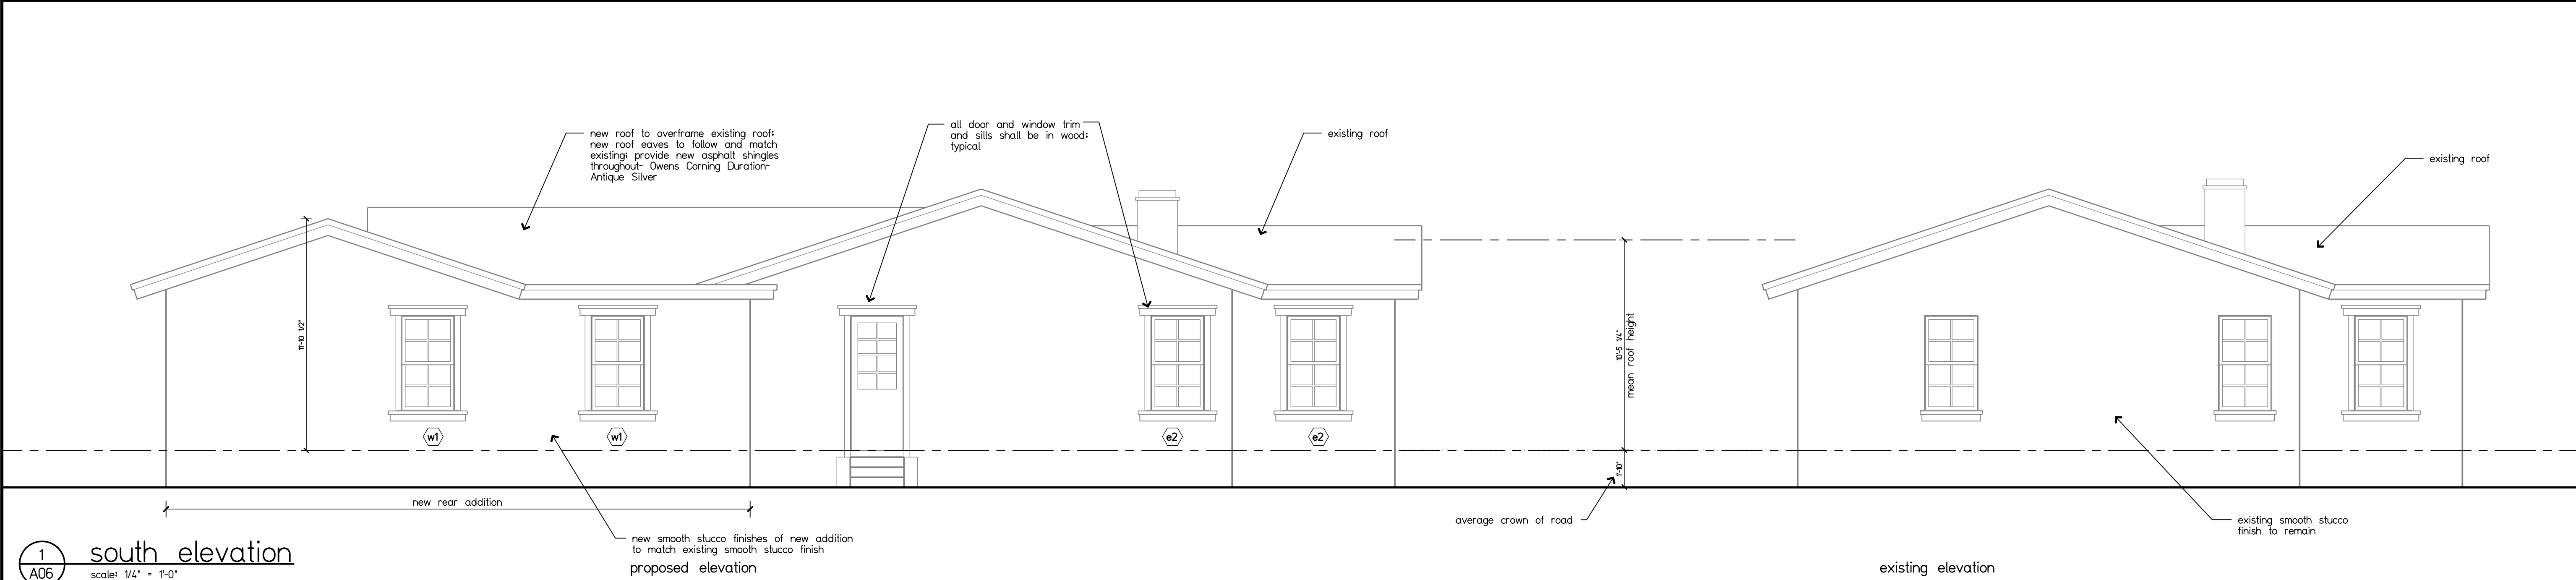 new roof to overframe existing roof;
new roof eaves to follow and match
existing; provide new asphalt shingles
throughout- Owens Corning Duration-
Antique Silver
all door and window trim
and sills shall be in wood;
typical
existing roof
existing roof
11'-10 1/2"
10'-5 1/4"
mean roof height
1'-10"
w1
w1
e2
e2
new rear addition
average crown of road
existing smooth stucco
finish to remain
new smooth stucco finishes of new addition
to match existing smooth stucco finish
1
A06
south elevation
scale: 1/4" = 1'-0"
proposed elevation
existing elevation